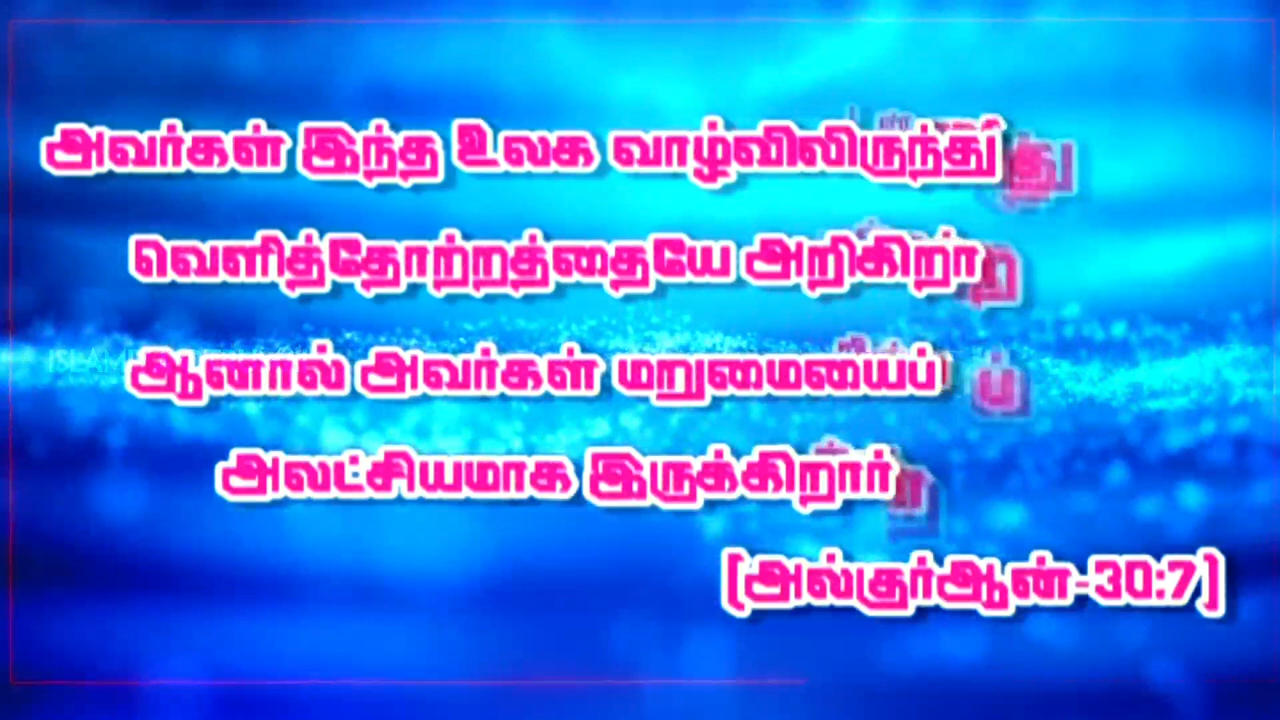 அவர்கள் இந்த உலக வாழ்விலிருந்து
வெளித்தோற்றத்தையே அறிகிறா
ஆனால் அவர்கள் மறுமையைப்
அலட்சியமாக இருக்கிறார்
(அல்குர்ஆன்-30:7)